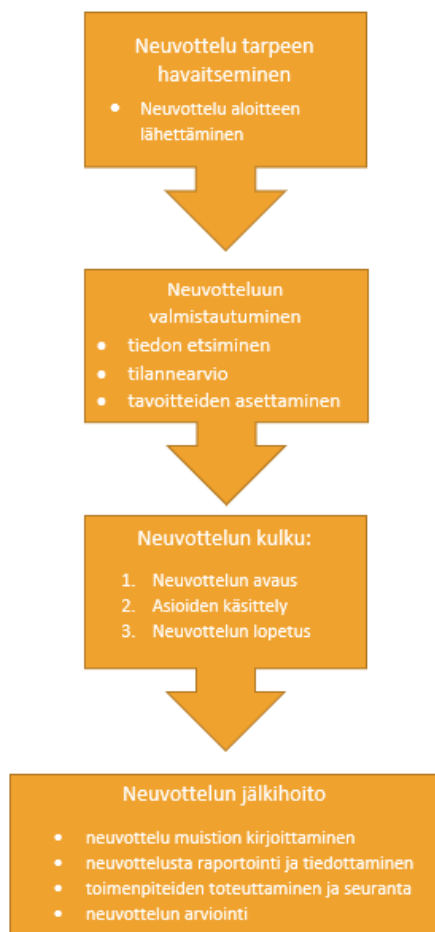 Neuvottelu tarpeen
havaitseminen
• Neuvottelu aloitteen
lähettäminen
Neuvotteluun
valmistautuminen
• tiedon etsiminen
• tilannearvio
• tavoitteiden asettaminen
Neuvottelun kulku:
1. Neuvottelun avaus
2. Asioiden käsittely
3. Neuvottelun lopetus
Neuvottelun jälkihoito
• neuvottelu muistion kirjoittaminen
• neuvottelusta raportointi ja tiedottaminen
• toimenpiteiden toteuttaminen ja seuranta
• neuvottelun arviointi